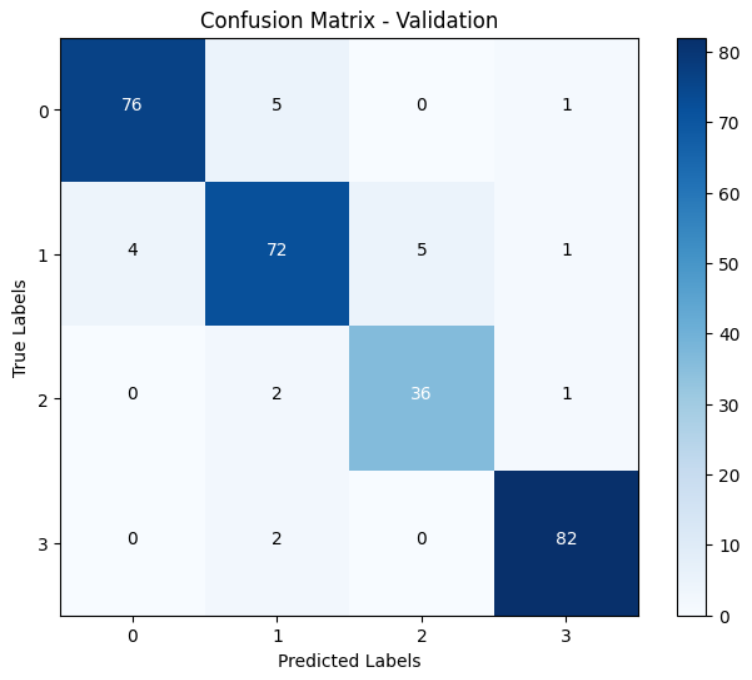 Confusion Matrix - Validation
0 76 5 0 1
1 4 72 5 1
2 0 2 36 1
3 0 2 0 82
0 1 2 3
Predicted Labels
True Labels
80
70
60
50
40
30
20
10
0